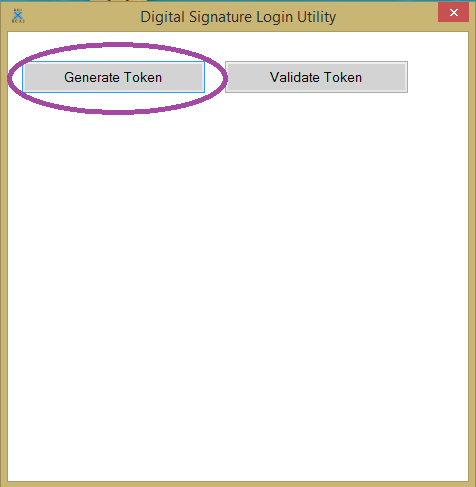 Digital Signature Login Utility
Generate Token
Validate Token